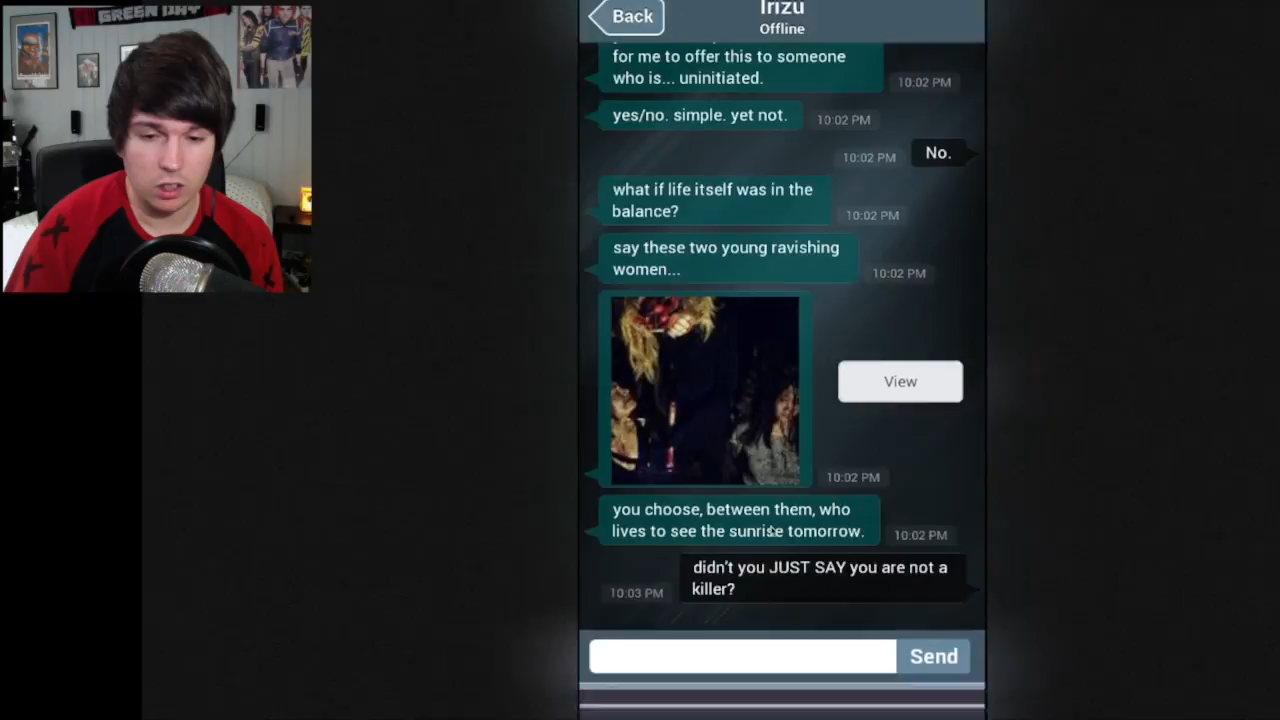 GREEN DAY
Back
Irizu
Offline
for me to offer this to someone
who is... uninitiated.
10:02 PM
yes/no. simple. yet not.
10:02 PM
No.
10:02 PM
what if life itself was in the
balance?
10:02 PM
say these two young ravishing
women...
10:02 PM
View
10:02 PM
you choose, between them, who
lives to see the sunrise tomorrow.
10:02 PM
didn't you JUST SAY you are not a
killer?
10:03 PM
Send